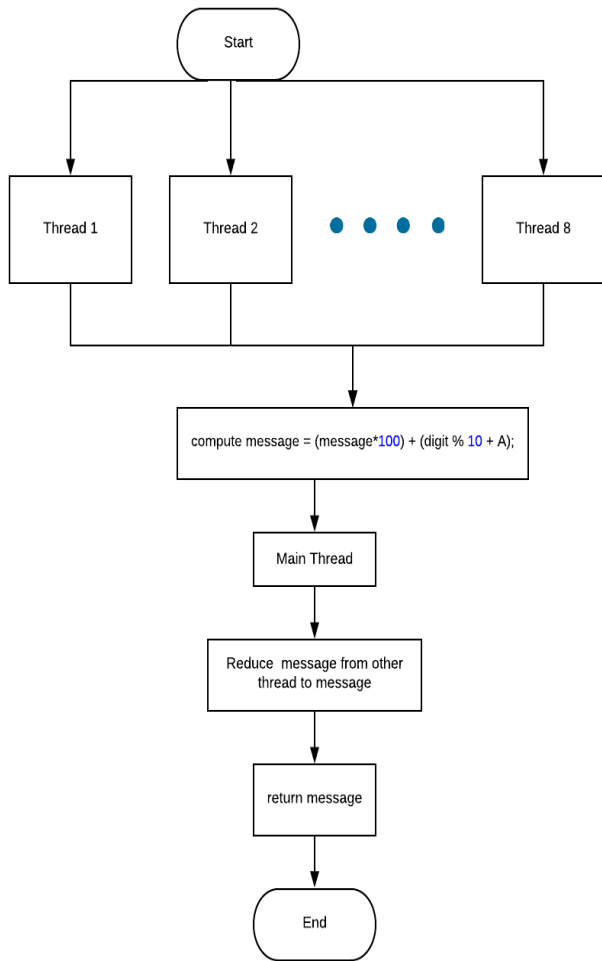 Start
Thread 1
Thread 2
Thread 8
compute message = (message*100) + (digit % 10 + A);
Main Thread
Reduce message from other
thread to message
return message
End